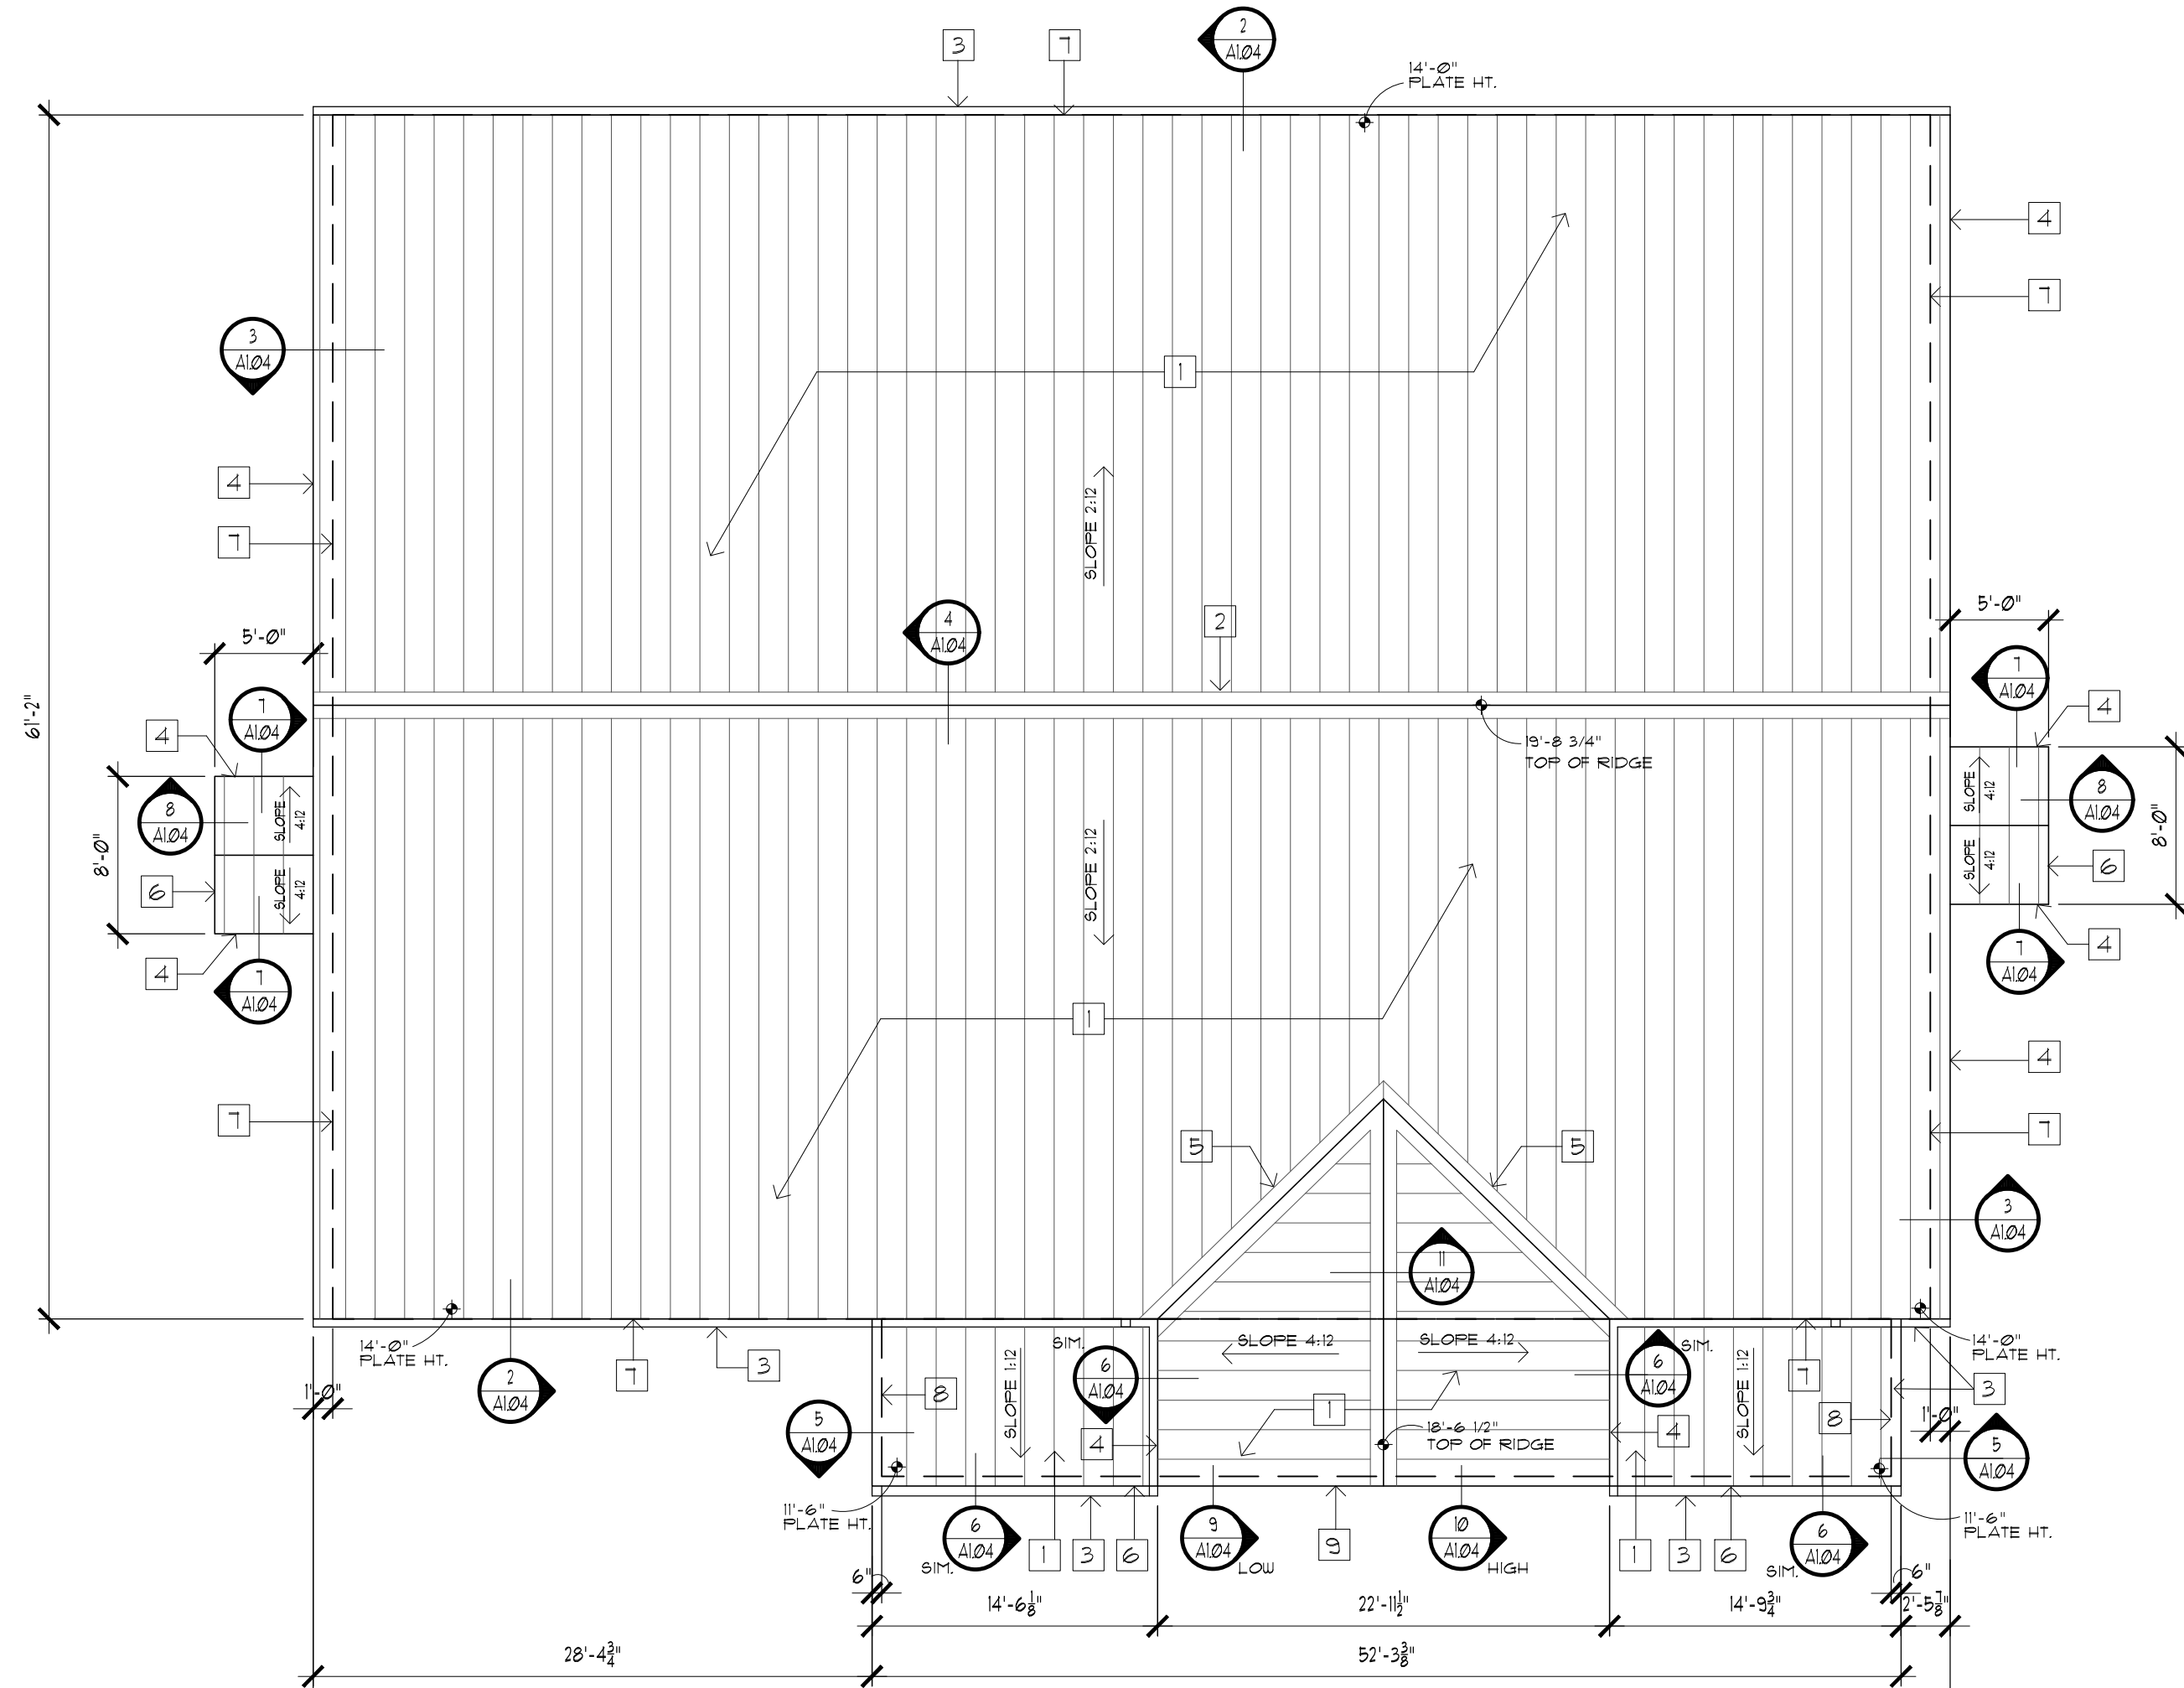 2
A1.04
3
7
14'-0"
PLATE HT.
4
7
3
A1.04
1
4
7
SLOPE 2:12
4
A1.04
2
5'-0"
5'-0"
61'-2"
7
A1.04
7
A1.04
4
4
19'-8 3/4"
TOP OF RIDGE
8
A1.04
SLOPE
4:12
SLOPE
4:12
8'-0"
6
4
7
A1.04
SLOPE 2:12
SLOPE
4:12
SLOPE
4:12
8
A1.04
8'-0"
6
4
7
A1.04
1
4
7
7
5
5
3
A1.04
11
A1.04
14'-0"
PLATE HT.
2
A1.04
7
3
1'-0"
SIM.
6
A1.04
SLOPE 4:12
SLOPE 4:12
6
A1.04
SIM.
7
14'-0"
PLATE HT.
3
8
SLOPE 1:12
4
1
18'-6 1/2"
TOP OF RIDGE
4
SLOPE 1:12
8
1'-0"
5
A1.04
5
A1.04
11'-6"
PLATE HT.
11'-6"
PLATE HT.
6
A1.04
SIM.
1
3
6
9
A1.04
LOW
9
10
A1.04
HIGH
1
3
6
6
A1.04
SIM.
6"
6"
14'-6 1/8"
22'-11 1/2"
14'-9 3/4"
2'-5 7/8"
28'-4 3/4"
52'-3 3/8"